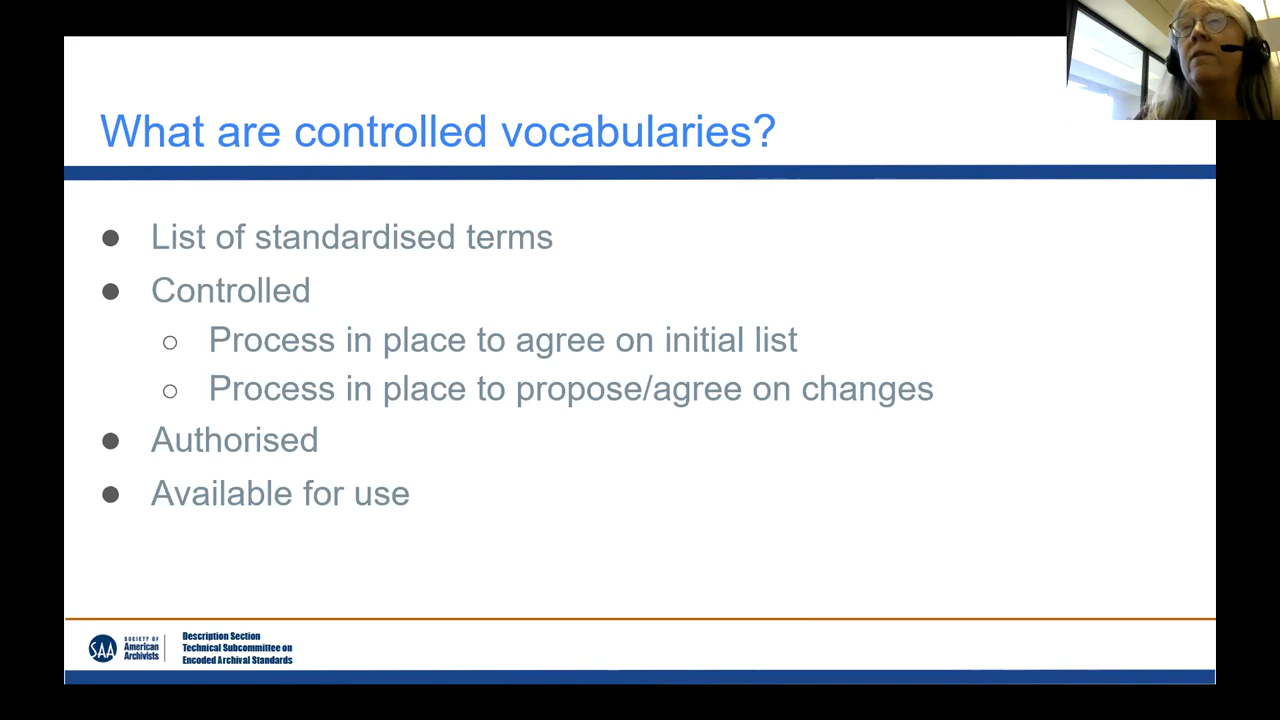 What are controlled vocabularies?
● List of standardised terms
● Controlled
○ Process in place to agree on initial list
○ Process in place to propose/agree on changes
● Authorised
● Available for use
SAA
SOCIETY OF
American
Archivists
Description Section
Technical Subcommittee on
Encoded Archival Standards